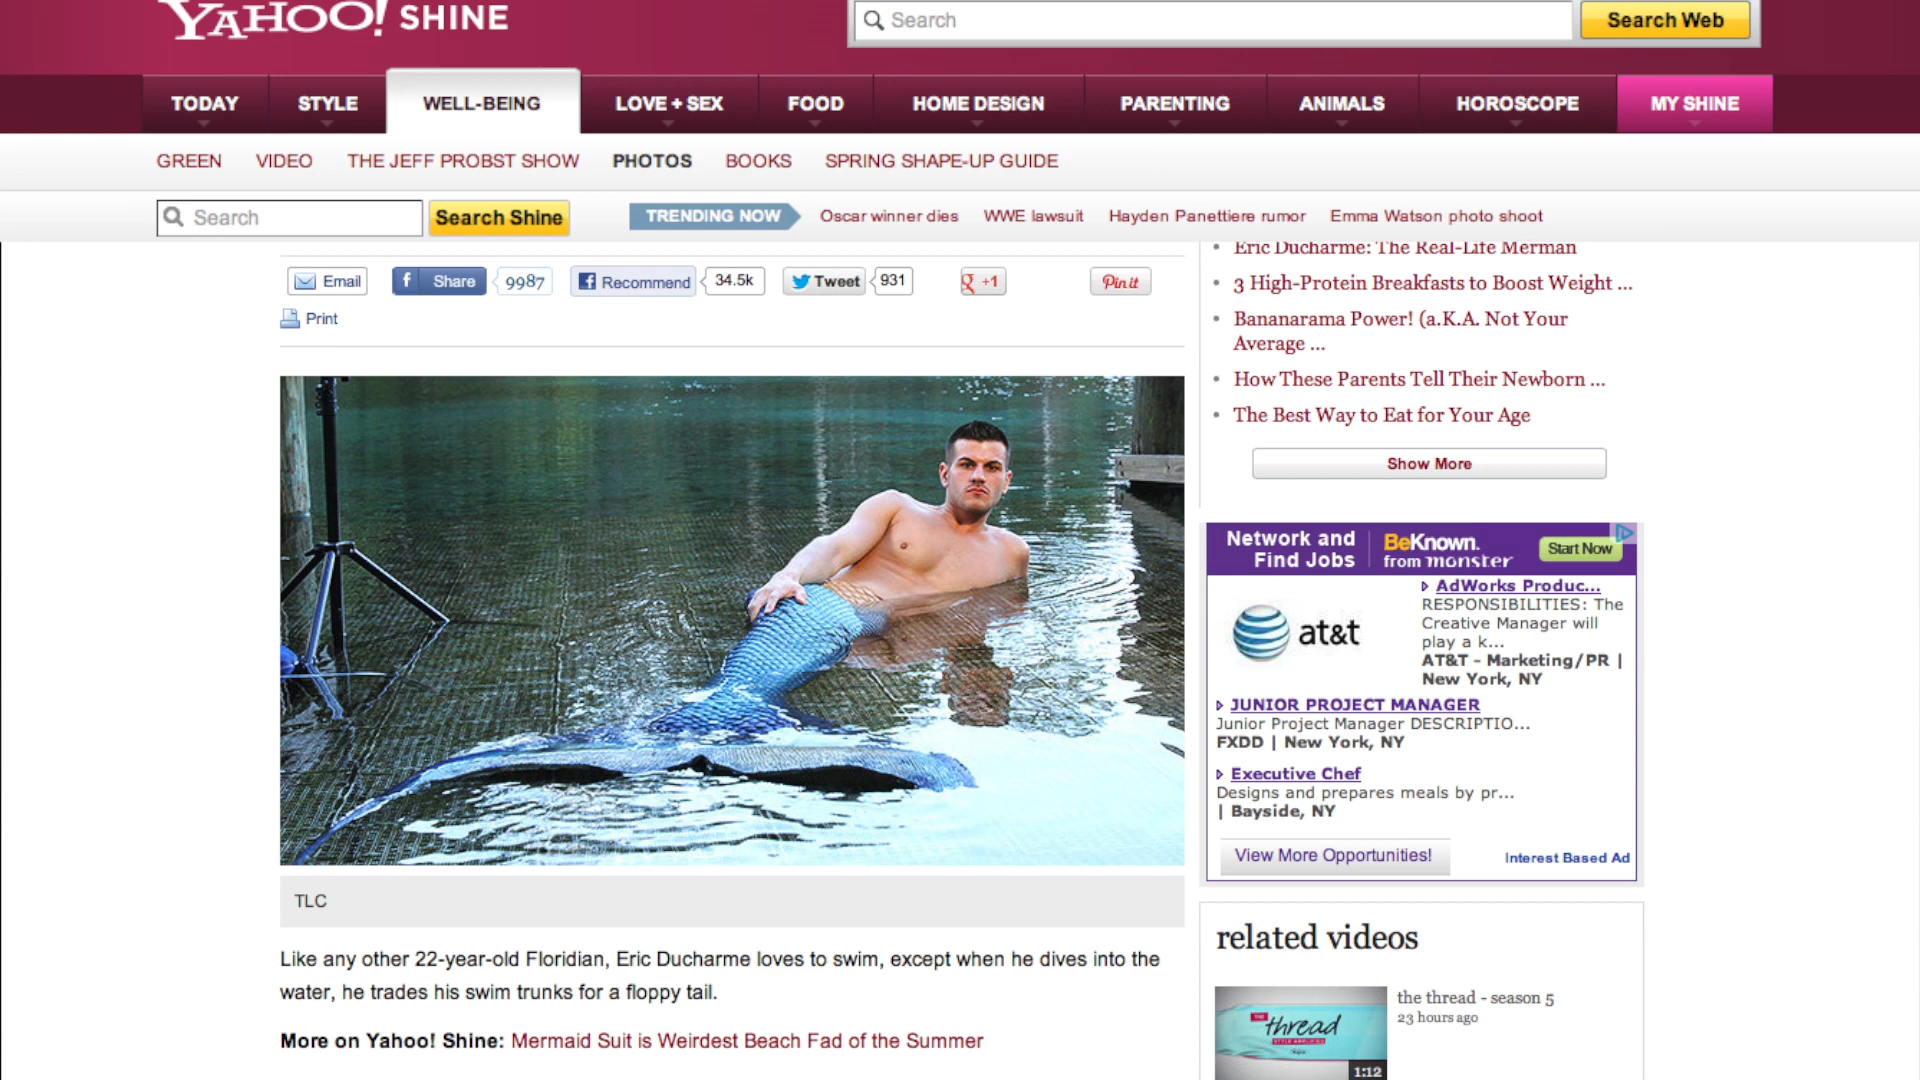 YAHOO! SHINE
Search
Search Web
TODAY
STYLE
WELL-BEING
LOVE + SEX
FOOD
HOME DESIGN
PARENTING
ANIMALS
HOROSCOPE
MY SHINE
GREEN
VIDEO
THE JEFF PROBST SHOW
PHOTOS
BOOKS
SPRING SHAPE-UP GUIDE
Search
Search Shine
TRENDING NOW
Oscar winner dies
WWE lawsuit
Hayden Panettiere rumor
Emma Watson photo shoot
Email
Share
9987
Recommend
34.5k
Tweet
931
+1
Pin it
Print
TLC
Like any other 22-year-old Floridian, Eric Ducharme loves to swim, except when he dives into the
water, he trades his swim trunks for a floppy tail.
More on Yahoo! Shine: Mermaid Suit is Weirdest Beach Fad of the Summer
Eric Ducharme: The Real-Life Merman
3 High-Protein Breakfasts to Boost Weight ...
Bananarama Power! (a.K.A. Not Your
Average ...
How These Parents Tell Their Newborn ...
The Best Way to Eat for Your Age
Show More
Network and
Find Jobs
BeKnown.
from monster
Start Now
at&t
AdWorks Produc...
RESPONSIBILITIES: The
Creative Manager will
play a k...
AT&T - Marketing/PR |
New York, NY
JUNIOR PROJECT MANAGER
Junior Project Manager DESCRIPTIO...
FXDD | New York, NY
Executive Chef
Designs and prepares meals by pr...
| Bayside, NY
View More Opportunities!
Interest Based Ad
related videos
THE
thread
the thread - season 5
23 hours ago
1:12